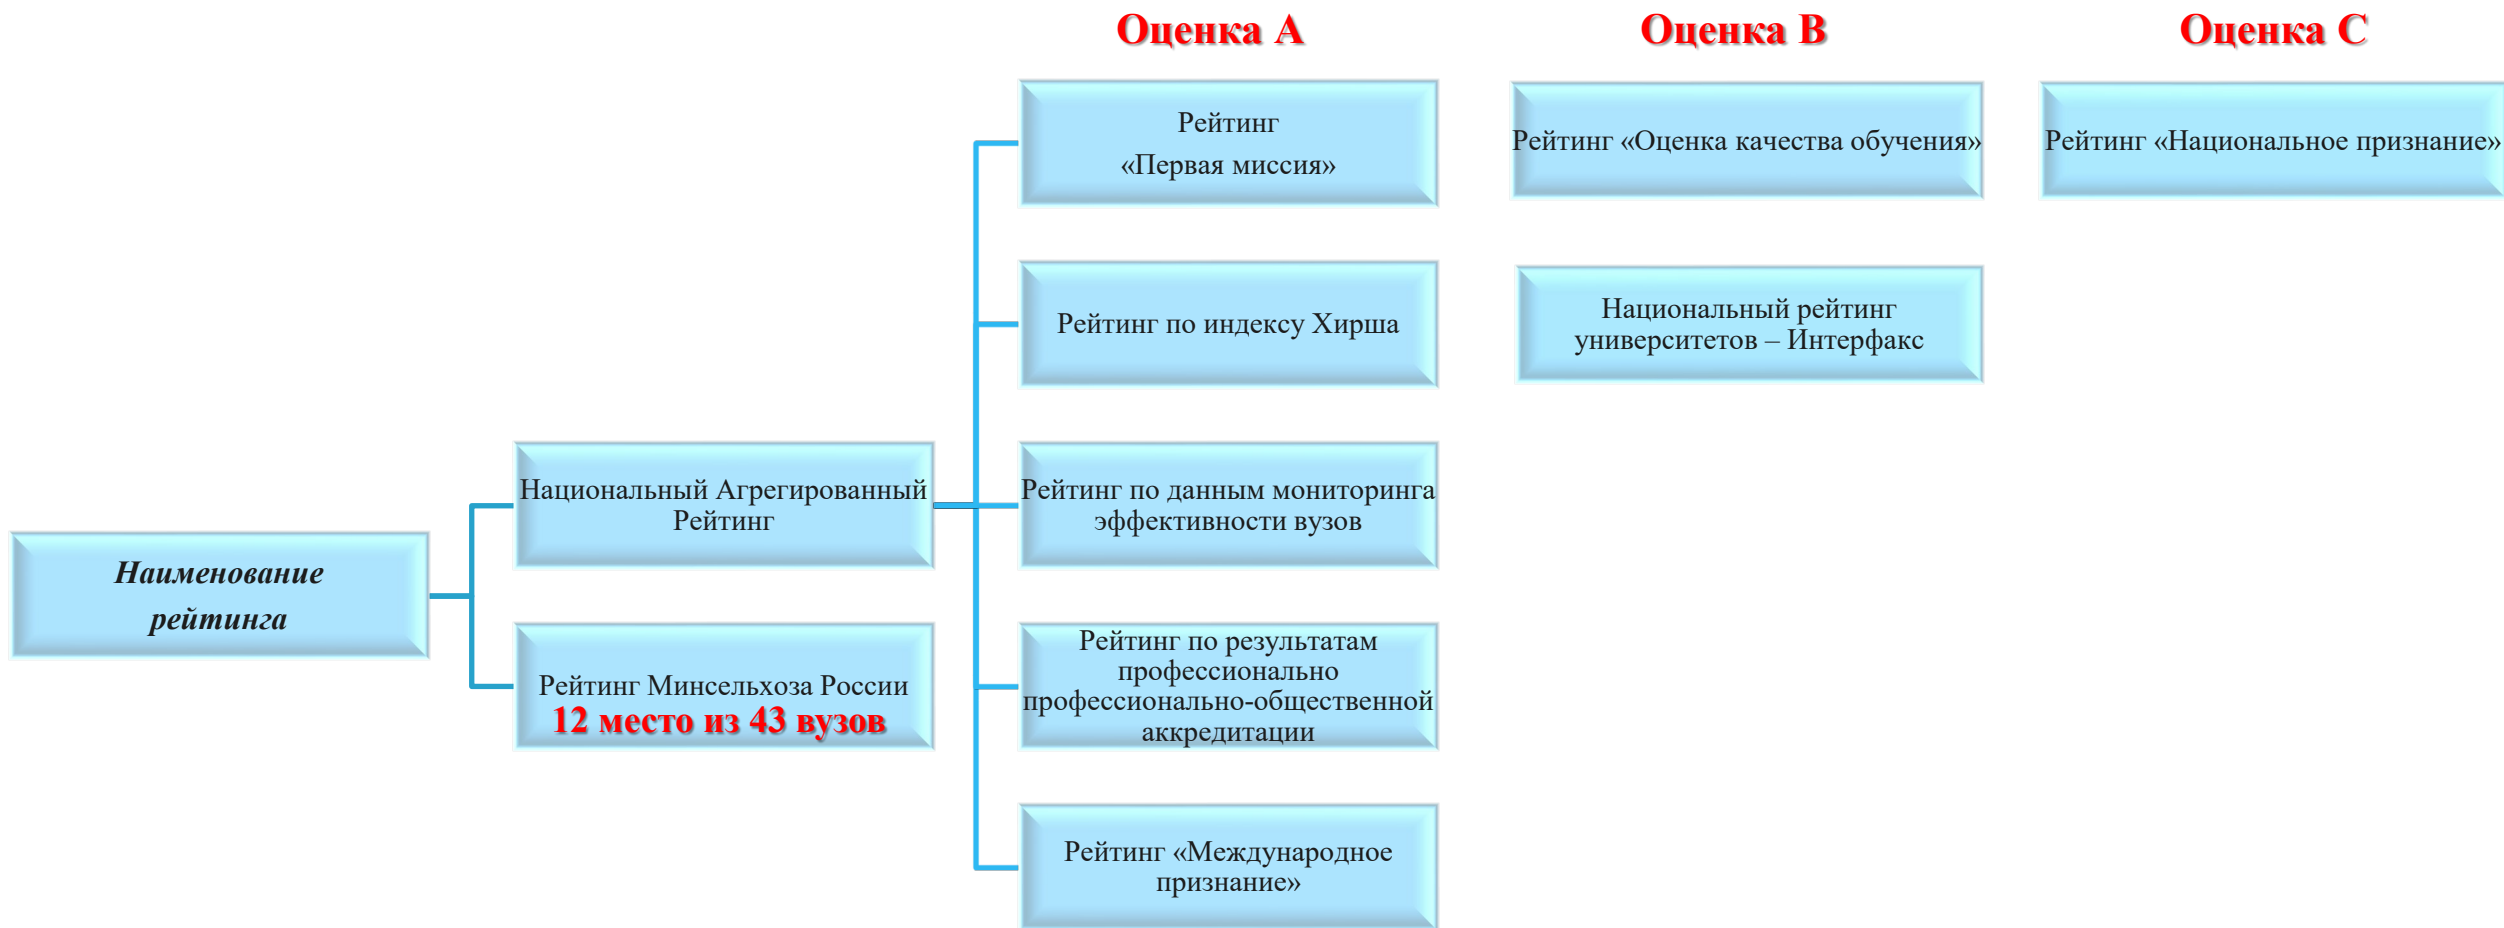 Оценка А
Оценка В
Оценка С
Рейтинг
«Первая миссия»
Рейтинг «Оценка качества обучения»
Рейтинг «Национальное признание»
Рейтинг по индексу Хирша
Национальный рейтинг
университетов – Интерфакс
Национальный Агрегированный
Рейтинг
Рейтинг по данным мониторинга
эффективности вузов
Наименование
рейтинга
Рейтинг Минсельхоза России
12 место из 43 вузов
Рейтинг по результатам
профессионально
профессионально-общественной
аккредитации
Рейтинг «Международное
признание»